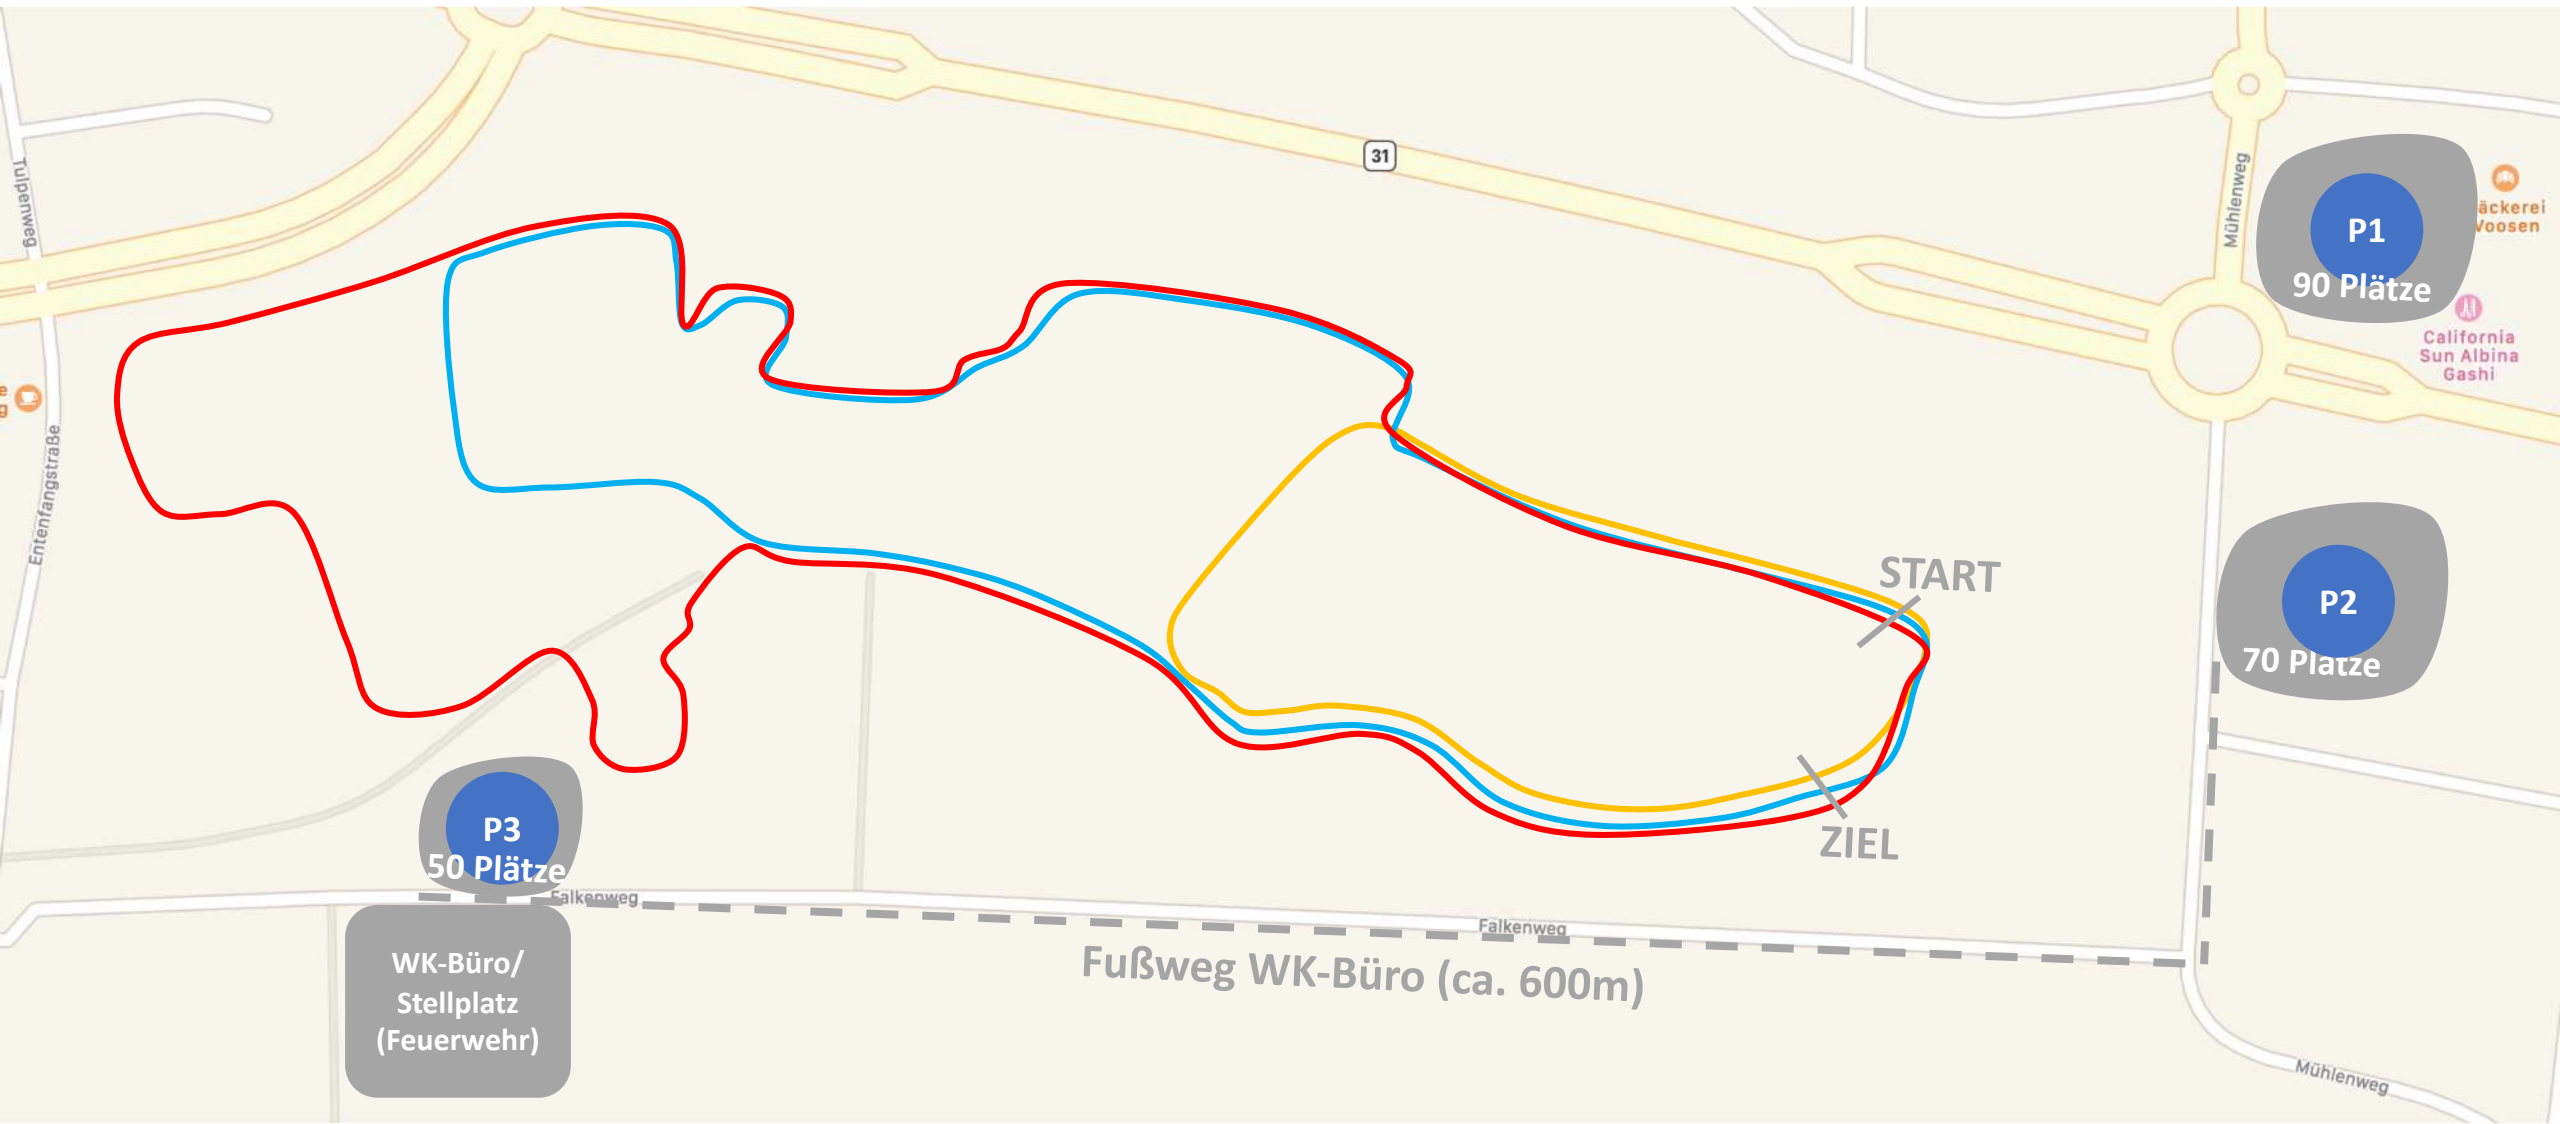 31
Tulpenweg
Mühlenweg
P1
90 Plätze
äckerei
Voosen
California
Sun Albina
Gashi
Entenfangstraße
e
g
START
P2
70 Plätze
ZIEL
P3
50 Plätze
Falkenweg
Falkenweg
WK-Büro/
Stellplatz
(Feuerwehr)
Fußweg WK-Büro (ca. 600m)
Mühlenweg